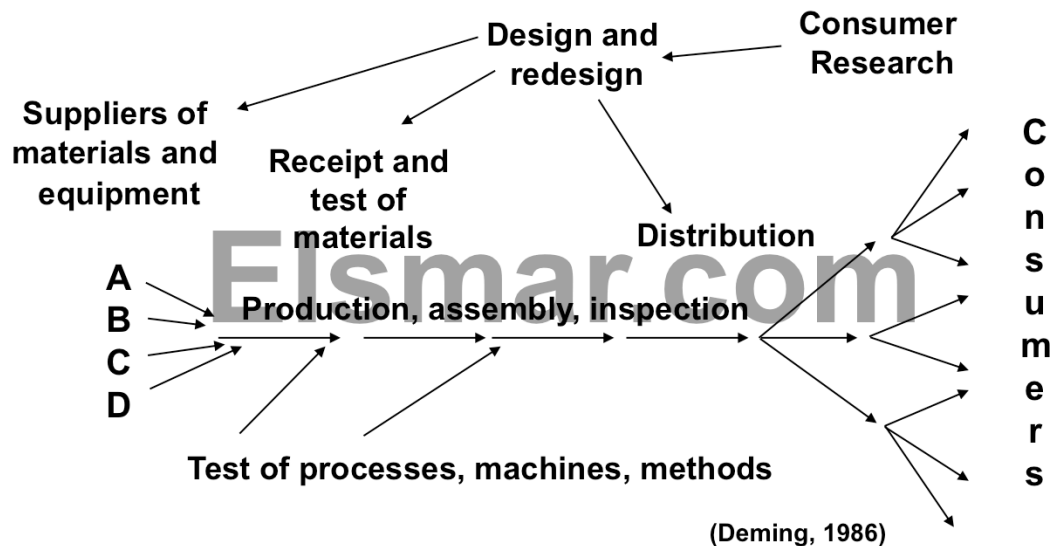 Consumer
Research
Design and
redesign
Suppliers of
materials and
equipment
Receipt and
test of
materials
Distribution
Elsmar.com
A
B
C
D
Production, assembly, inspection
Consumers
Test of processes, machines, methods
(Deming, 1986)